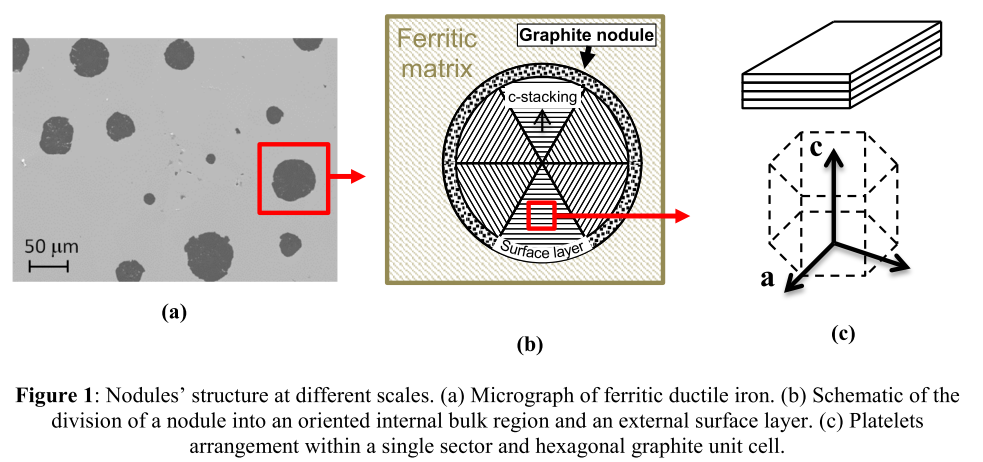 50 μm
(a)
Ferritic
matrix
Graphite nodule
c-stacking
Surface layer
(b)
c
a
(c)
Figure 1: Nodules’ structure at different scales. (a) Micrograph of ferritic ductile iron. (b) Schematic of the
division of a nodule into an oriented internal bulk region and an external surface layer. (c) Platelets
arrangement within a single sector and hexagonal graphite unit cell.